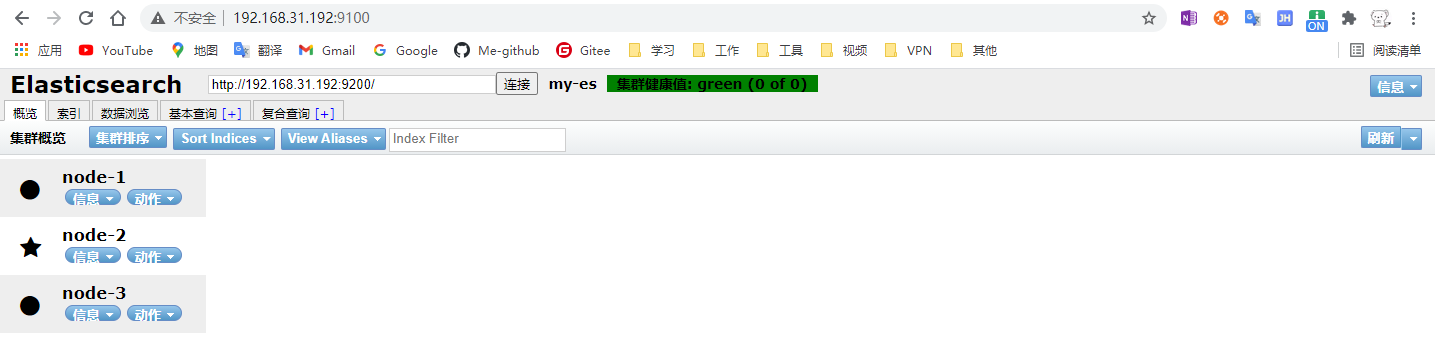 不安全 192.168.31.192:9100
ON
应用 YouTube 地图 翻译 Gmail Google Me-github Gitee 学习 工作 工具 视频 VPN 其他 阅读清单
Elasticsearch http://192.168.31.192:9200/ 连接 my-es 集群健康值: green (0 of 0) 信息
概览 索引 数据浏览 基本查询 [+] 复合查询 [+]
集群概览 集群排序 Sort Indices View Aliases Index Filter 刷新
node-1
信息 动作
node-2
信息 动作
node-3
信息 动作